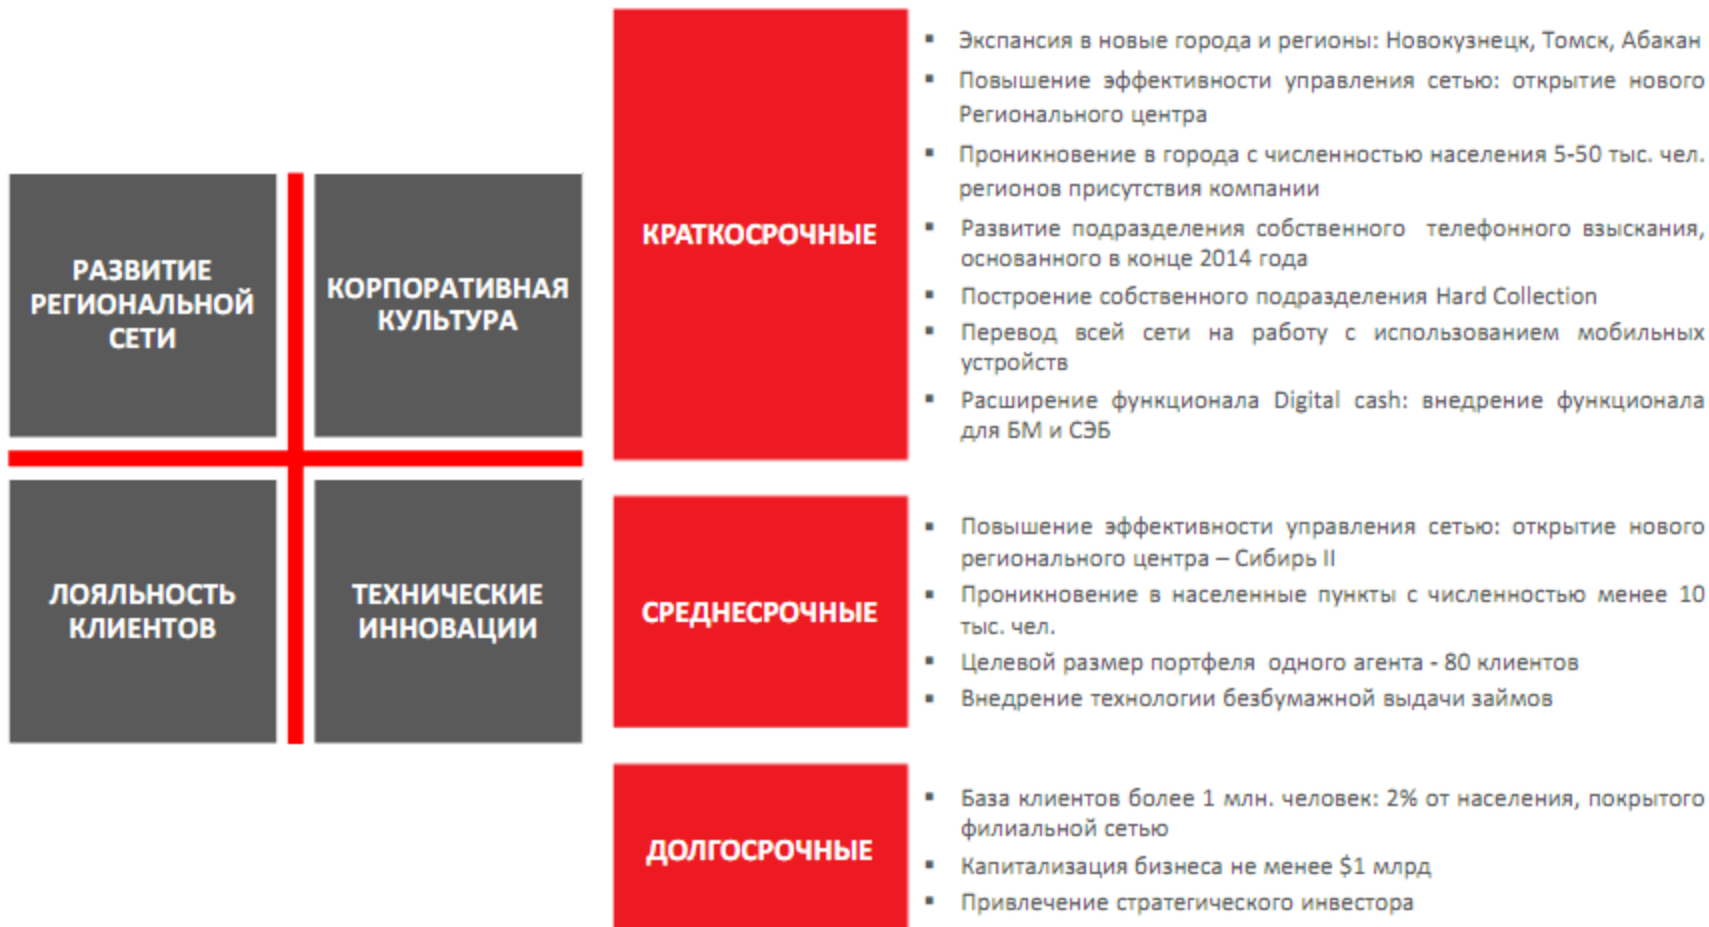 РАЗВИТИЕ
РЕГИОНАЛЬНОЙ
СЕТИ
КОРПОРАТИВНАЯ
КУЛЬТУРА
ЛОЯЛЬНОСТЬ
КЛИЕНТОВ
ТЕХНИЧЕСКИЕ
ИННОВАЦИИ
КРАТКОСРОЧНЫЕ
▪ Экспансия в новые города и регионы: Новокузнецк, Томск, Абакан
▪ Повышение эффективности управления сетью: открытие нового
Регионального центра
▪ Проникновение в города с численностью населения 5-50 тыс. чел.
регионов присутствия компании
▪ Развитие подразделения собственного телефонного взыскания,
основанного в конце 2014 года
▪ Построение собственного подразделения Hard Collection
▪ Перевод всей сети на работу с использованием мобильных
устройств
▪ Расширение функционала Digital cash: внедрение функционала
для БМ и СЭБ
СРЕДНЕСРОЧНЫЕ
▪ Повышение эффективности управления сетью: открытие нового
регионального центра – Сибирь II
▪ Проникновение в населенные пункты с численностью менее 10
тыс. чел.
▪ Целевой размер портфеля одного агента - 80 клиентов
▪ Внедрение технологии безбумажной выдачи займов
ДОЛГОСРОЧНЫЕ
▪ База клиентов более 1 млн. человек: 2% от населения, покрытого
филиальной сетью
▪ Капитализация бизнеса не менее $1 млрд
▪ Привлечение стратегического инвестора